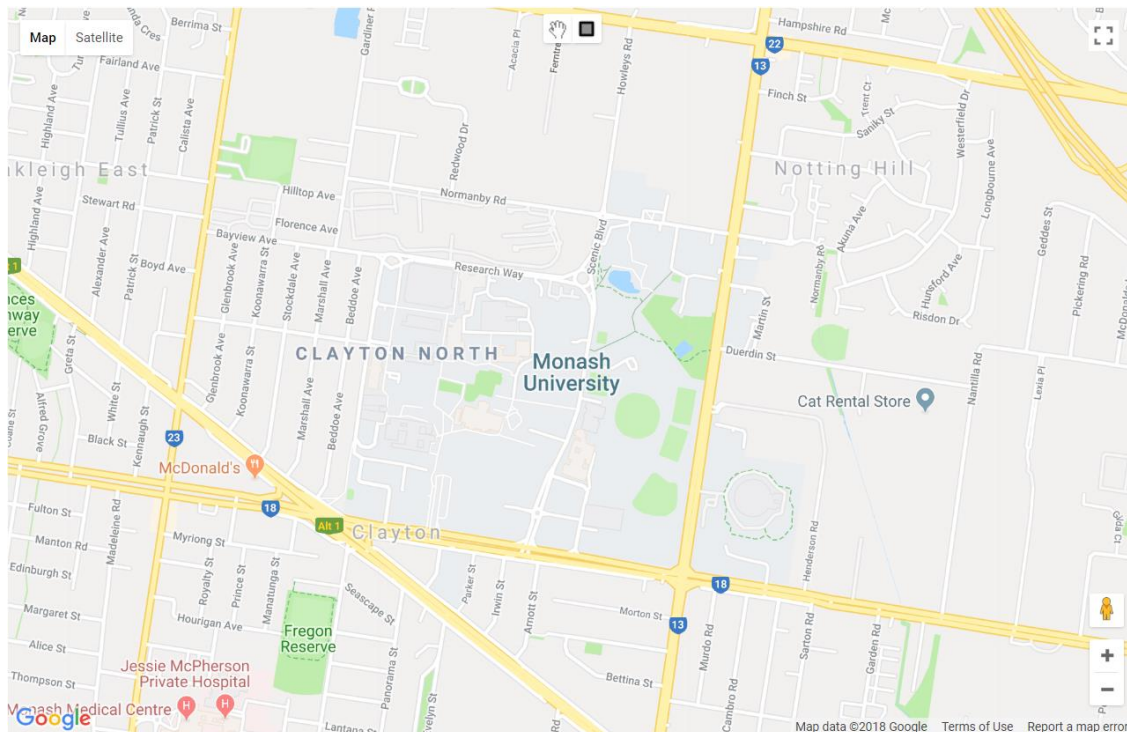 Map
Satellite
Berrima St
Fairland Ave
Tullius Ave
Patrick St
Calista Ave
Highland Ave
Gardiner
Acacia Pl
Ferntre
Howleys Rd
Hampshire Rd
22
13
Finch St
Trent Ct
Saniky St
Westerfield Dr
Longbourne Ave
Redwood Dr
akleigh East
Notting Hill
Hilltop Ave
Normanby Rd
Stewart Rd
Florence Ave
Highland Ave
Alexander Ave
Patrick St
Bayview Ave
Boyd Ave
Glenbrook Ave
Koonawarra St
Stockdale Ave
Marshall Ave
Beddoe Ave
Research Way
Scenic Blvd
Akuna Ave
Normanby Rd
Hunsford Ave
Geddes St
Pickering Rd
Risdon Dr
Martin St
Duerdin St
nces
hway
erve
Greta St
White St
Glenbrook Ave
Koonawarra St
CLAYTON NORTH
Monash
University
Nantilla Rd
Lexia Pl
Cat Rental Store
Alfred Grove
Black St
Kennaugh St
Marshall Ave
Beddoe Ave
23
McDonald's
18
Alt 1
Clayton
Fulton St
Madeleine Rd
Manton Rd
Myriong St
Edinburgh St
Royalty St
Prince St
Manatunga St
Seascape St
Parker St
Irwin St
Arnott St
Henderson Rd
18
Margaret St
Hourigan Ave
Fregon
Reserve
Morton St
13
Murdo Rd
Sarton Rd
Garden Rd
Alice St
Thompson St
Jessie McPherson
Private Hospital
Panorama St
Bettina St
Cambro Rd
Monash Medical Centre
H
H
Lantana St
Google
Map data ©2018 Google
Terms of Use
Report a map error